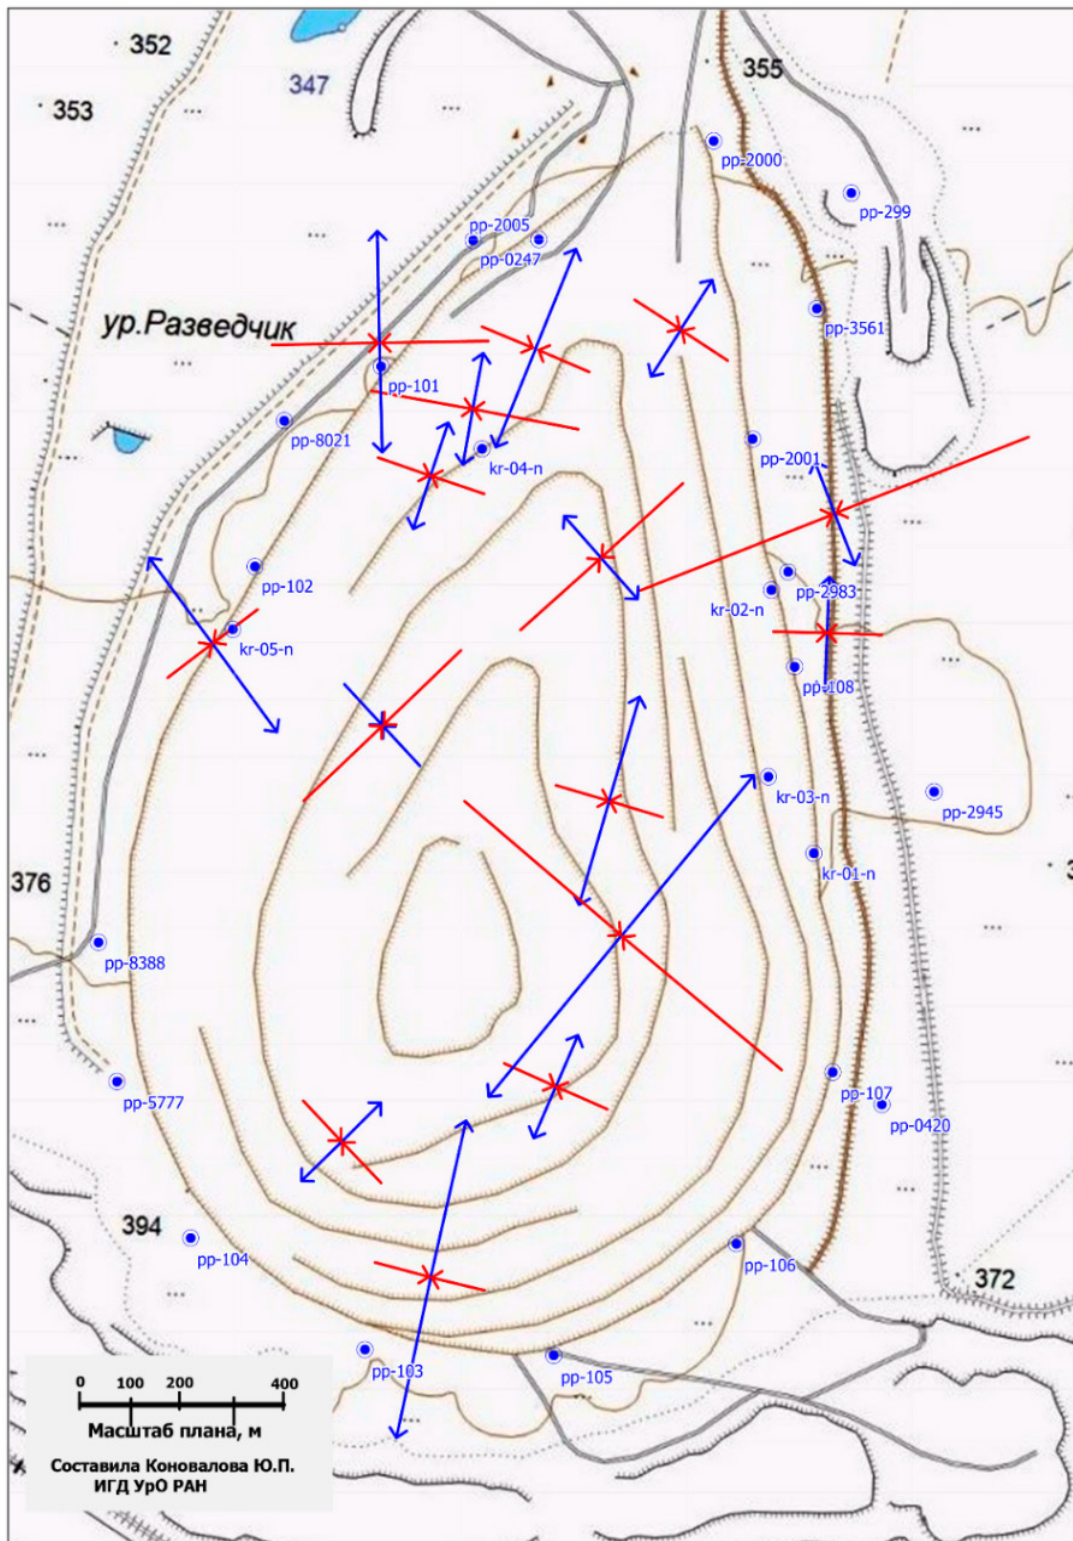 352
355
347
353
pp-2000
pp-299
pp-2005
pp-0247
ур.Разведчик
pp-3561
pp-101
pp-8021
pp-2001
kr-04-n
pp-102
pp-2983
kr-02-n
kr-05-n
pp-108
kr-03-n
pp-2945
kr-01-n
376
pp-8388
pp-5777
pp-107
pp-0420
394
pp-104
pp-106
372
pp-103
pp-105
0 100 200 400
Масштаб плана, м
Составила Коновалова Ю.П.
ИГД УрО РАН